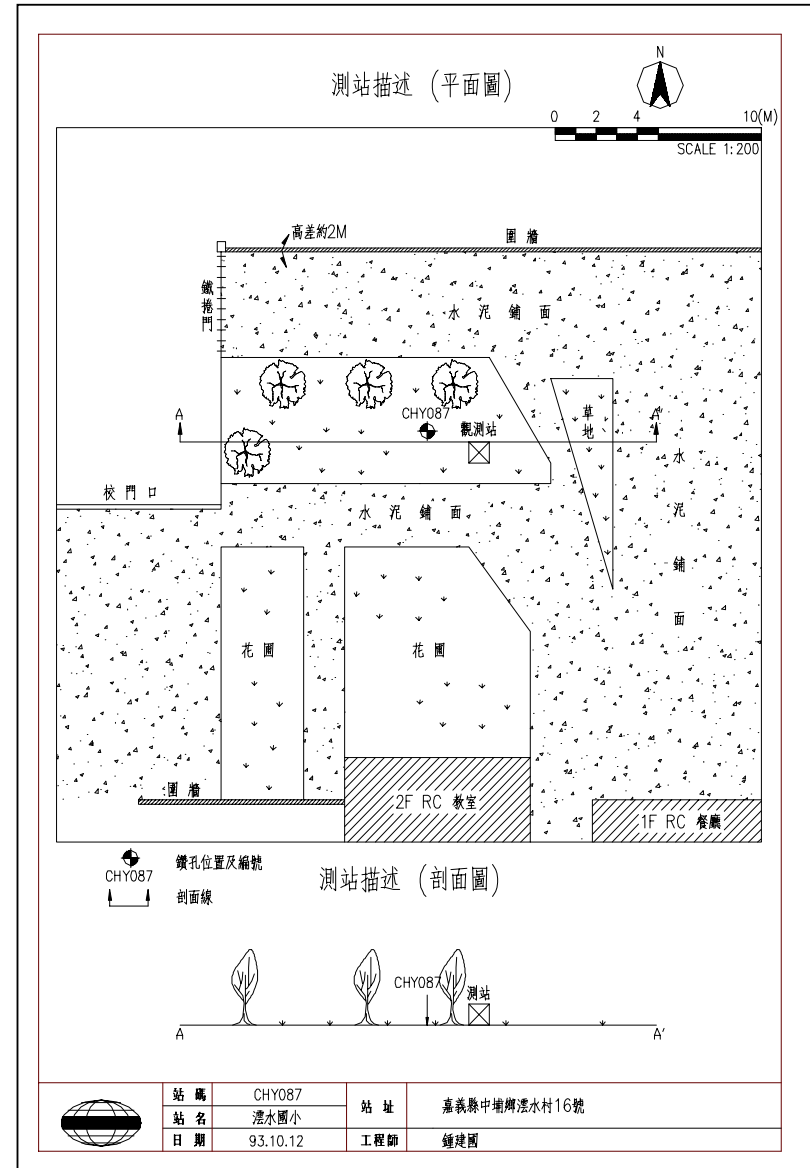 測站描述 (平面圖)
N
0 2 4 10(M)
SCALE 1:200
高差約2M
圍牆
鐵捲門
水泥鋪面
CHY087
觀測站
A
A'
草地
水泥鋪面
校門口
水泥鋪面
花圃
花圃
圍牆
2F RC 教室
1F RC 餐廳
CHY087
鑽孔位置及編號
剖面線
測站描述 (剖面圖)
CHY087
測站
A
A'
站碼 CHY087
站名 澐水國小
日期 93.10.12
站址 嘉義縣中埔鄉澐水村16號
工程師 鍾建國